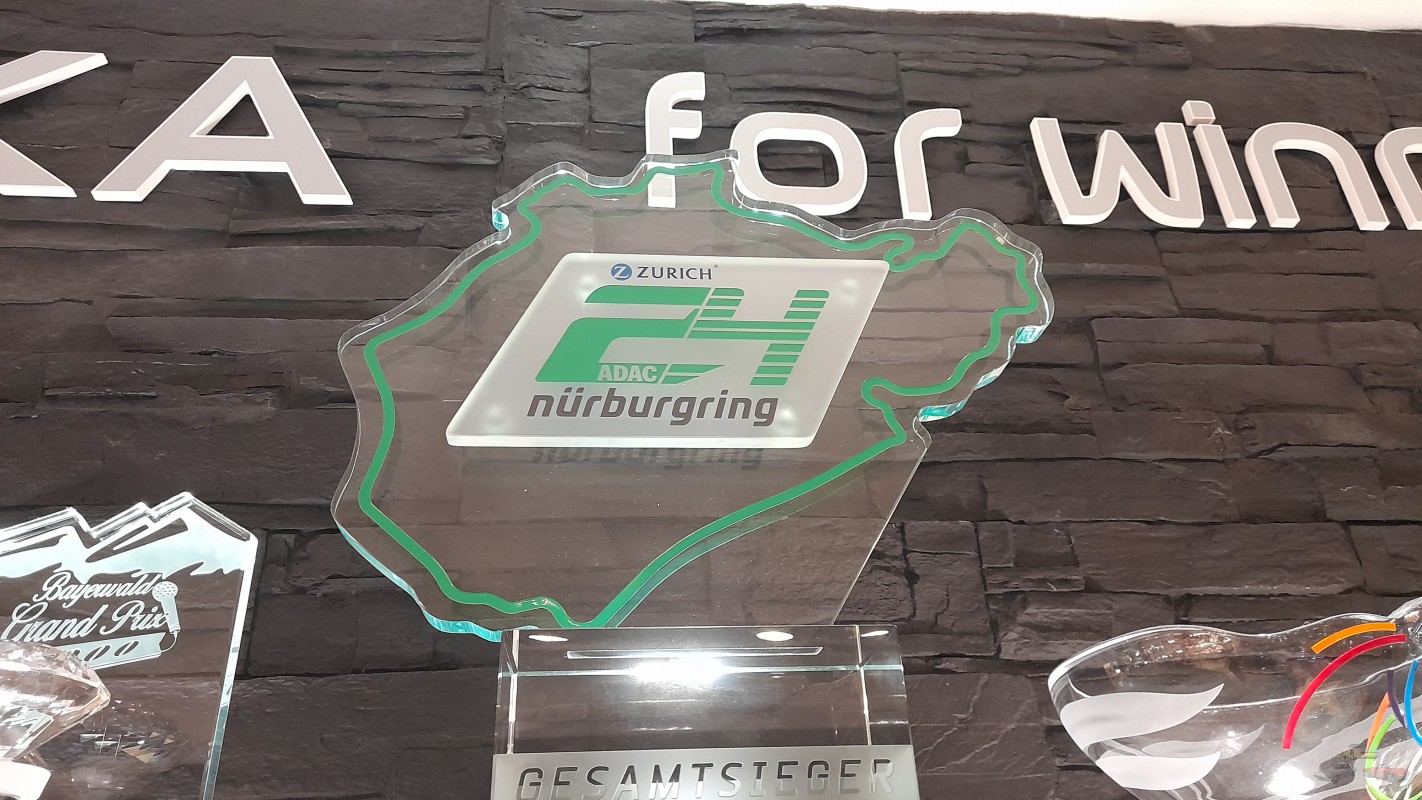 KA for winn
ZURICH
24
ADAC
nürburgring
GESAMTSIEGER
Bayerwald
Grand Prix